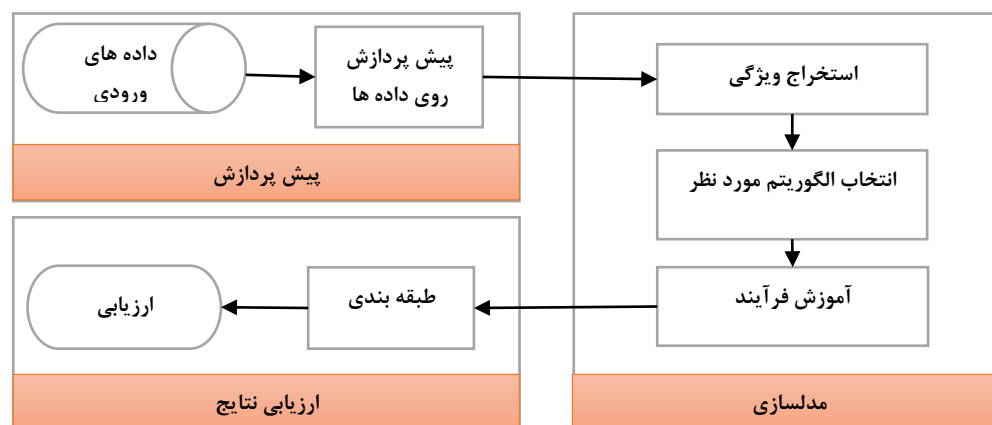 داده های
ورودی
پیش پردازش
روی داده ها
پیش پردازش
استخراج ویژگی
انتخاب الگوریتم مورد نظر
آموزش فرآیند
مدلسازی
طبقه بندی
ارزیابی
ارزیابی نتایج